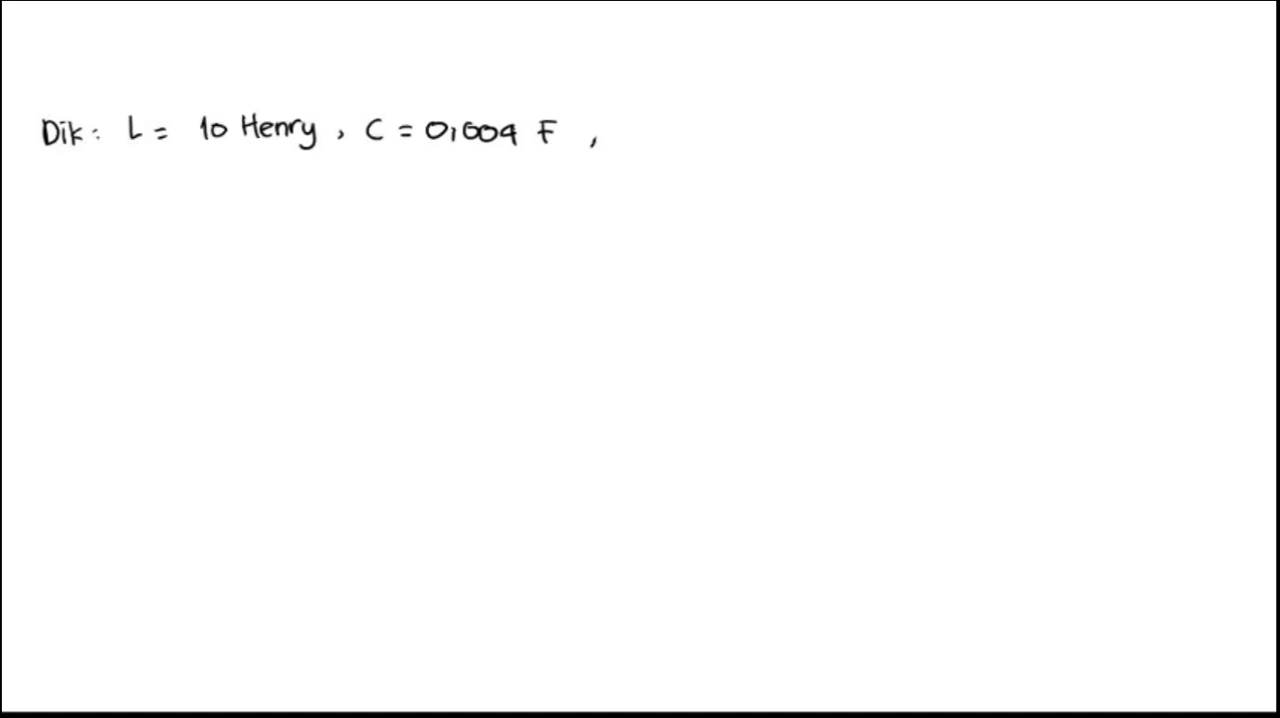 Dik : L = 10 Henry , C = 0,004 F ,